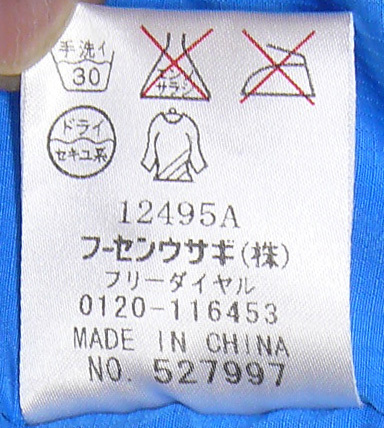 手洗イ
30
エンソ
サラシ
ドライ
セキユ系
12495A
フーセンウサギ(株)
フリーダイヤル
0120-116453
MADE IN CHINA
NO. 527997